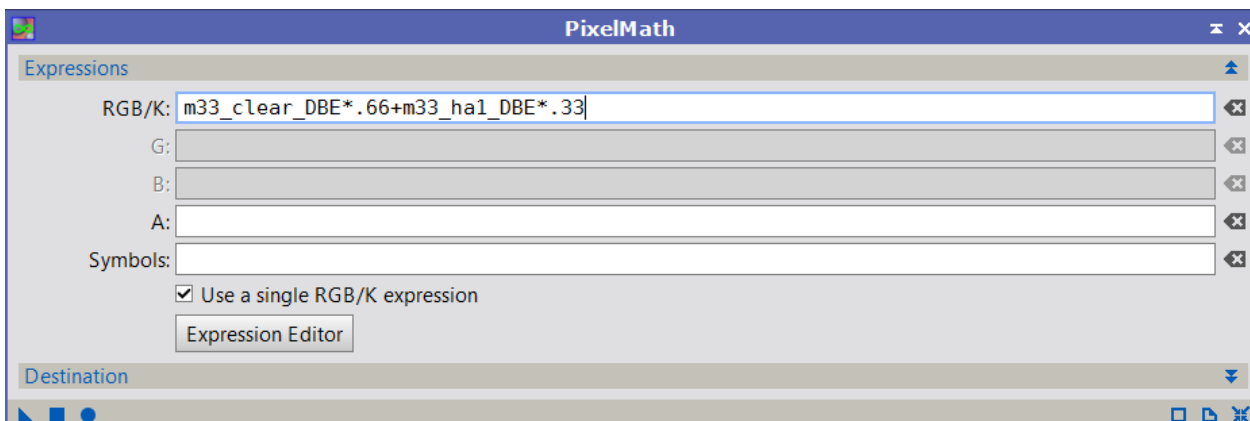 PixelMath
Expressions
RGB/K: m33_clear_DBE*.66+m33_ha1_DBE*.33
G:
B:
A:
Symbols:
Use a single RGB/K expression
Expression Editor
Destination